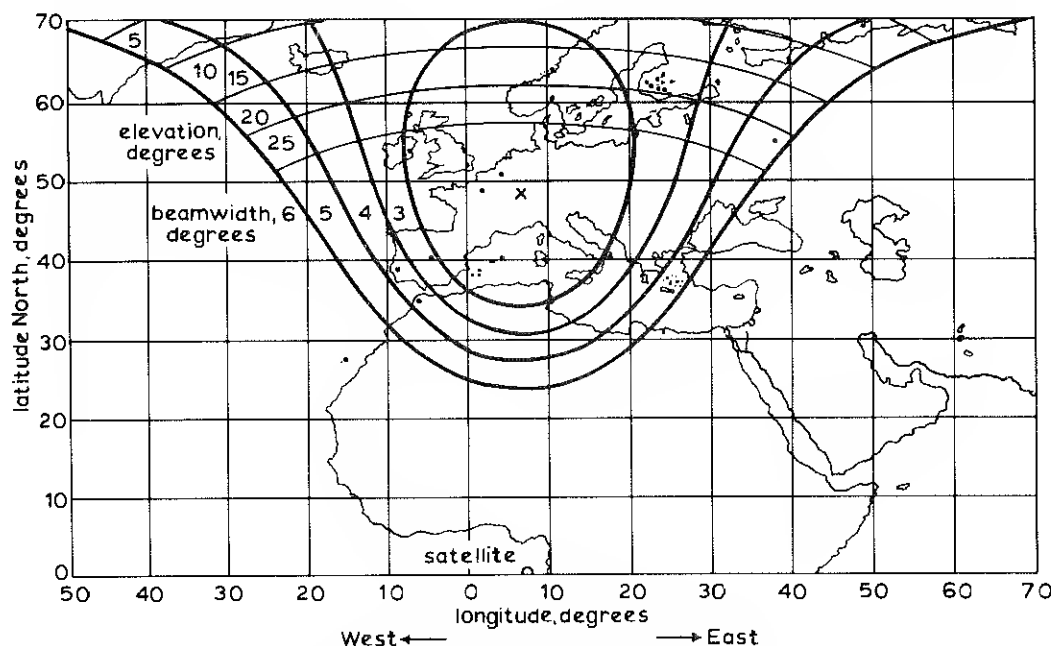 70
60
50
40
30
20
10
0
latitude North, degrees
5
10 15
20
25
elevation,
degrees
beamwidth, 6 5 4 3
degrees
x
satellite
50 40 30 20 10 0 10 20 30 40 50 60 70
longitude, degrees
West ← → East